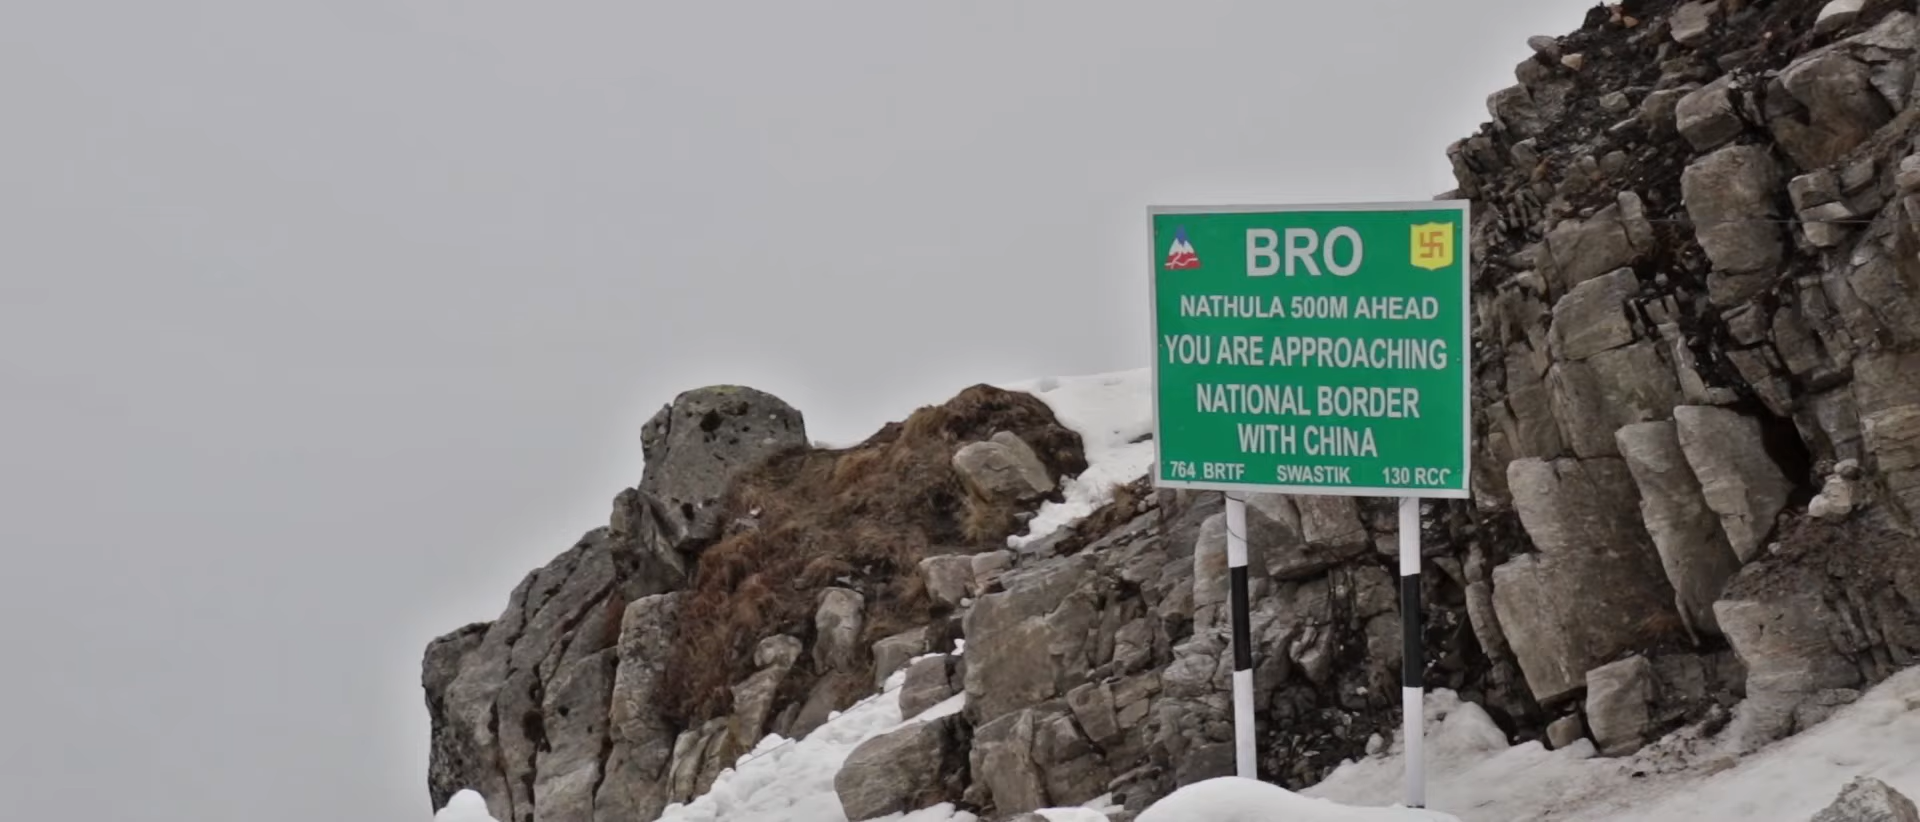 BRO
NATHULA 500M AHEAD
YOU ARE APPROACHING
NATIONAL BORDER
WITH CHINA
764 BRTF SWASTIK 130 RCC